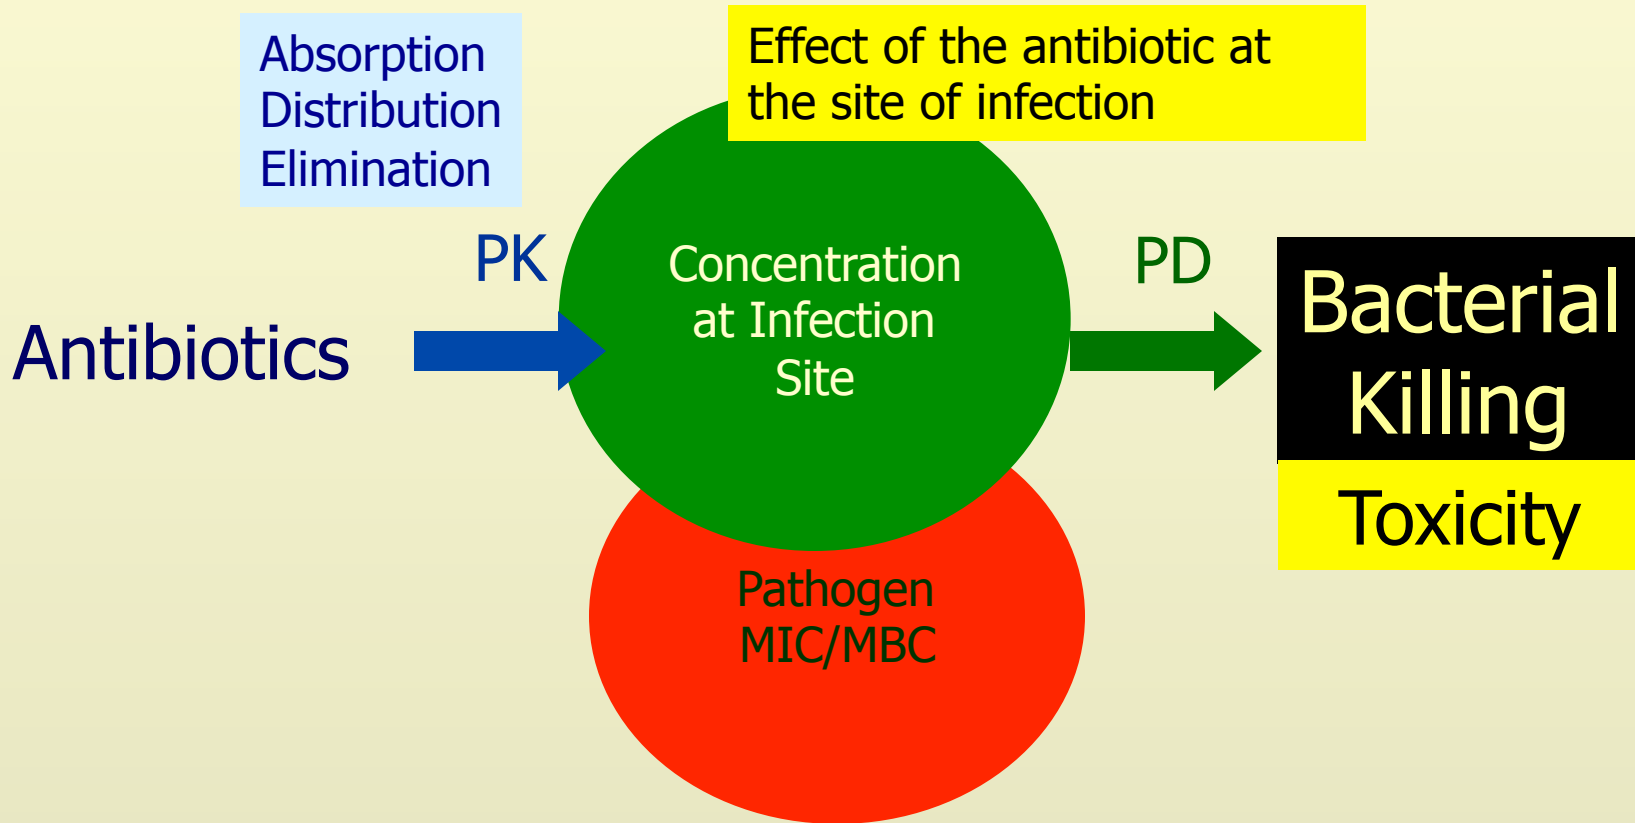 Absorption
Distribution
Elimination
Effect of the antibiotic at
the site of infection
PK
PD
Antibiotics
Concentration
at Infection
Site
Bacterial
Killing
Toxicity
Pathogen
MIC/MBC